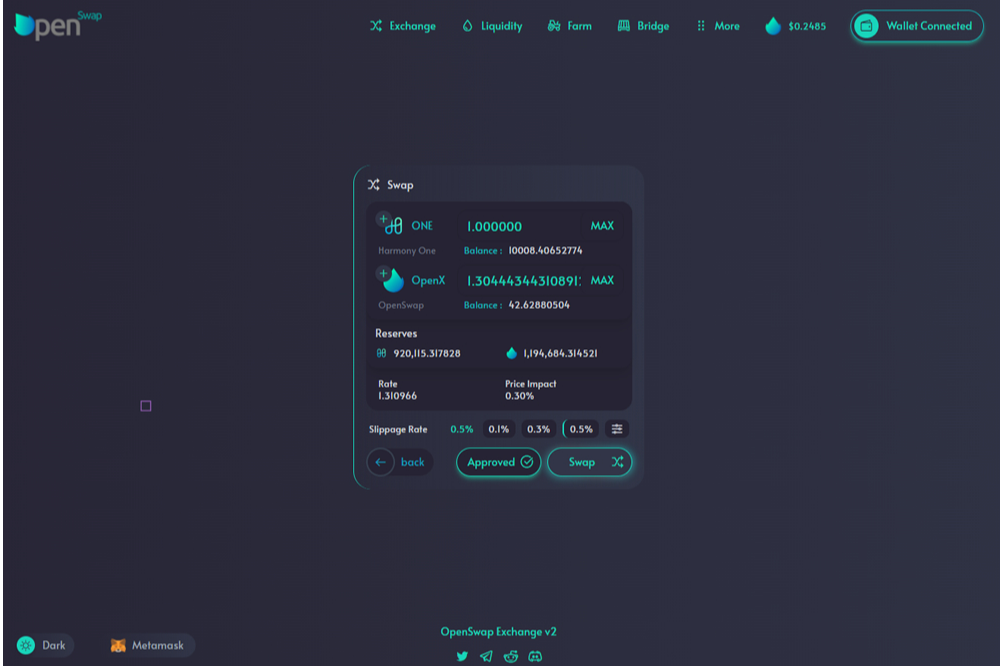 Open Swap
Exchange Liquidity Farm Bridge More $0.2485 Wallet Connected
Swap
ONE 1.000000 MAX
Harmony One Balance : 10008.40652774
OpenX 1.304443443108912 MAX
OpenSwap Balance : 42.62880504
Reserves
920,115.317828 1,194,684.314521
Rate Price Impact
1.310966 0.30%
Slippage Rate 0.5% 0.1% 0.3% 0.5%
back Approved Swap
Dark Metamask
OpenSwap Exchange v2